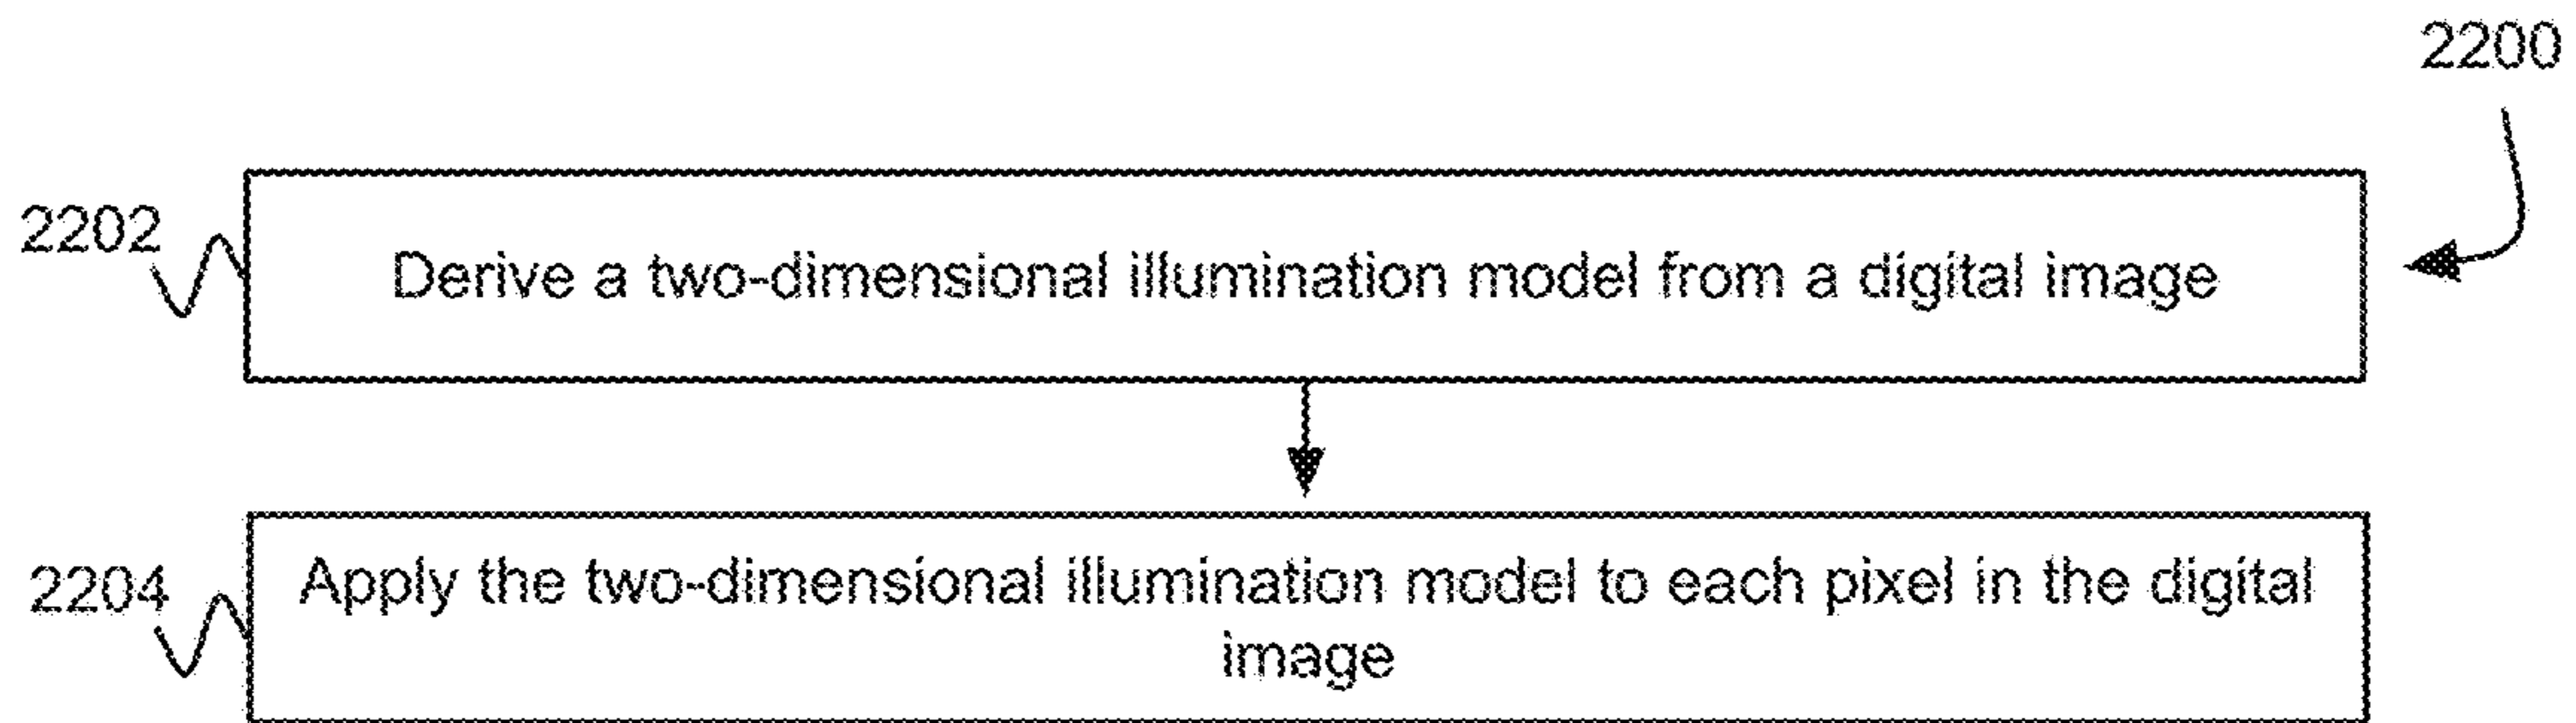 2200
2202
Derive a two-dimensional illumination model from a digital image
2204
Apply the two-dimensional illumination model to each pixel in the digital
image